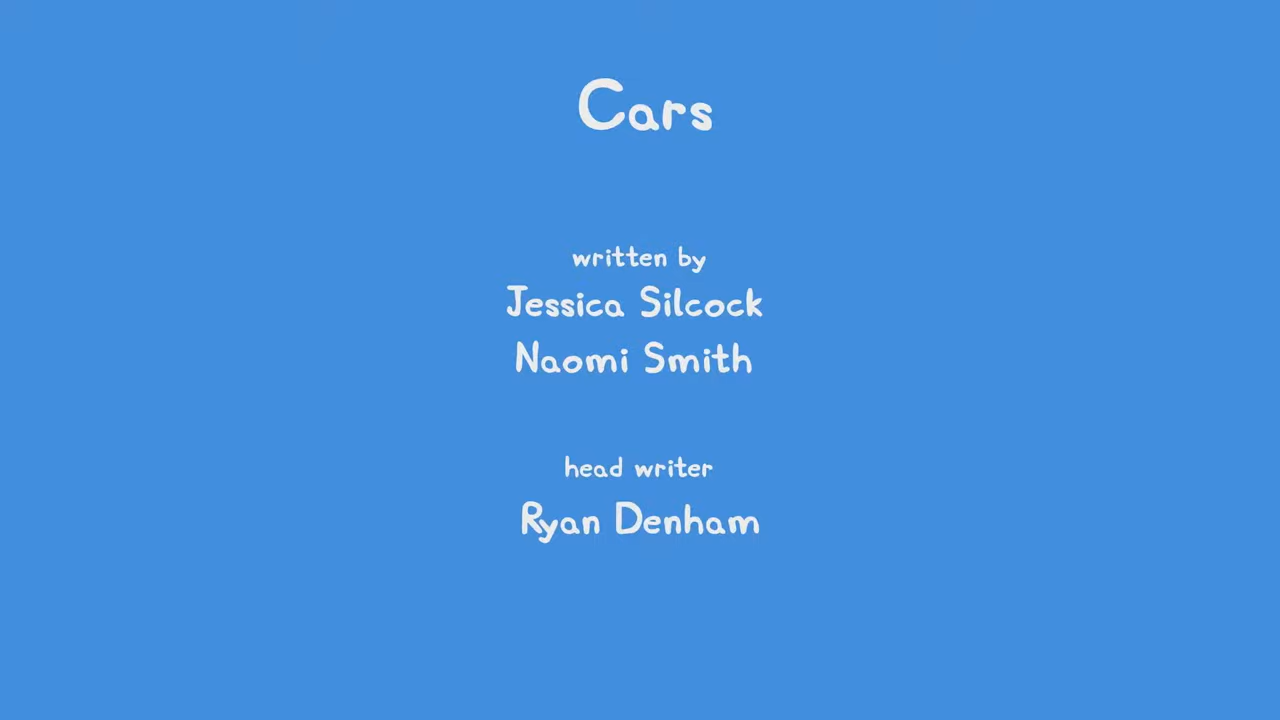 Cars
written by
Jessica Silcock
Naomi Smith
head writer
Ryan Denham